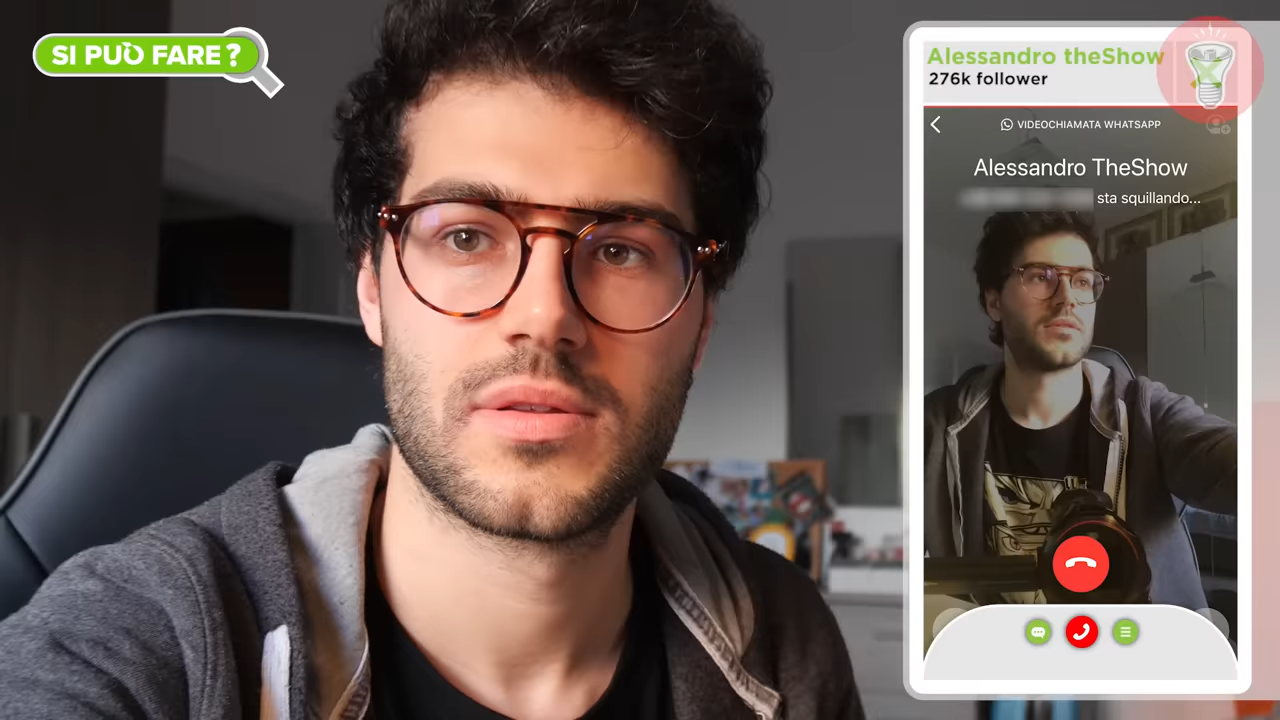 SI PUÒ FARE?
Alessandro theShow
276k follower
VIDEOCHIAMATA WHATSAPP
Alessandro TheShow
sta squillando...